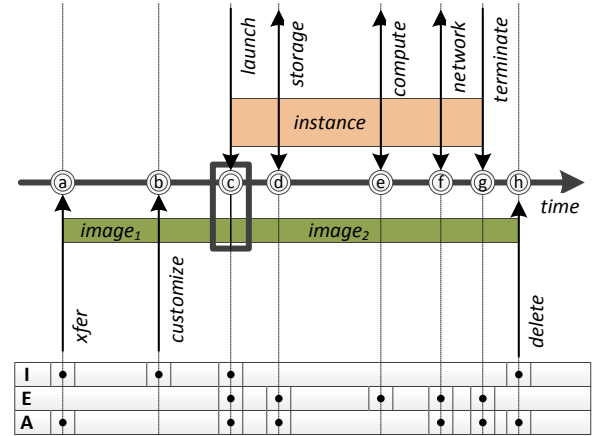 launch
storage
compute
network
terminate
instance
a
b
c
d
e
f
g
h
time
image1
image2
xfer
customize
delete
I
E
A